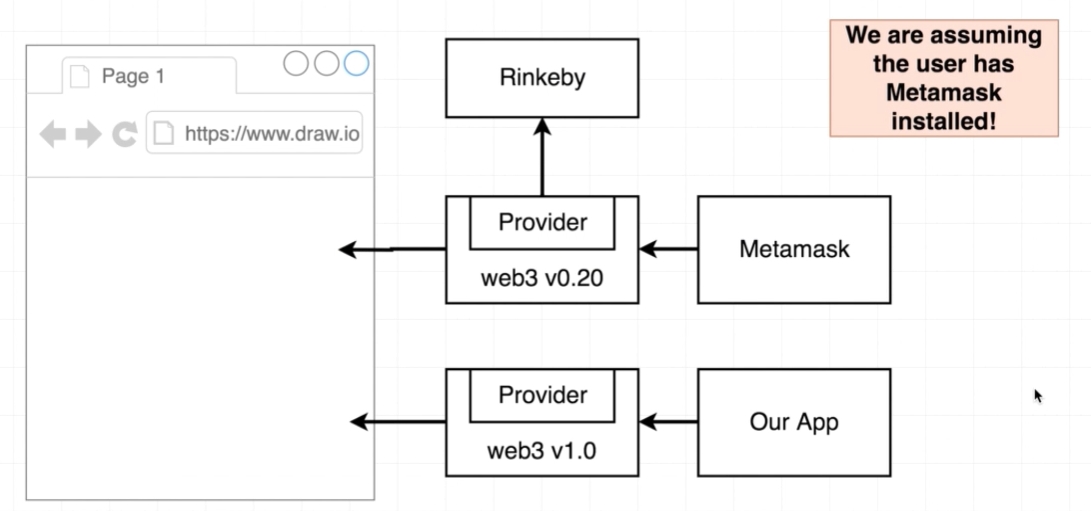 Page 1
https://www.draw.io
Rinkeby
We are assuming
the user has
Metamask
installed!
Provider
web3 v0.20
Metamask
Provider
web3 v1.0
Our App